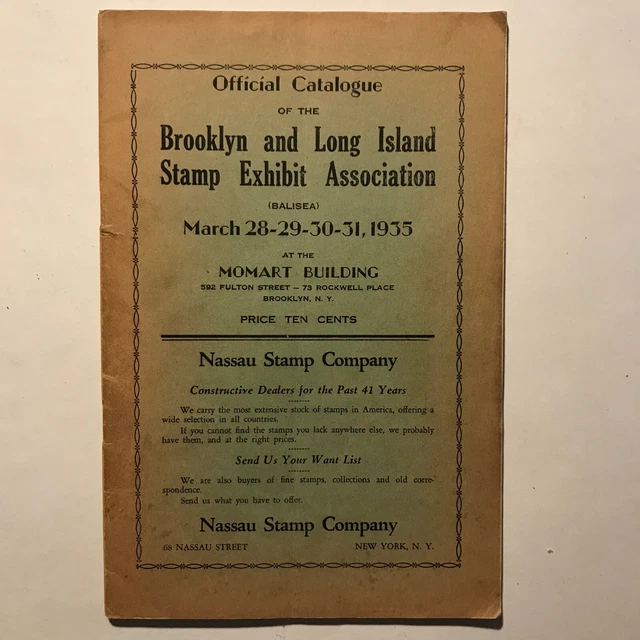 Official Catalogue
OF THE
Brooklyn and Long Island
Stamp Exhibit Association
(BALISEA)
March 28-29-30-31, 1935
AT THE
MOMART BUILDING
592 FULTON STREET – 73 ROCKWELL PLACE
BROOKLYN, N. Y.
PRICE TEN CENTS
Nassau Stamp Company
Constructive Dealers for the Past 41 Years
We carry the most extensive stock of stamps in America, offering a
wide selection in all countries.
If you cannot find the stamps you lack anywhere else, we probably
have them, and at the right prices.
Send Us Your Want List
We are also buyers of fine stamps, collections and old corre-
spondence.
Send us what you have to offer.
Nassau Stamp Company
68 NASSAU STREET NEW YORK, N. Y.